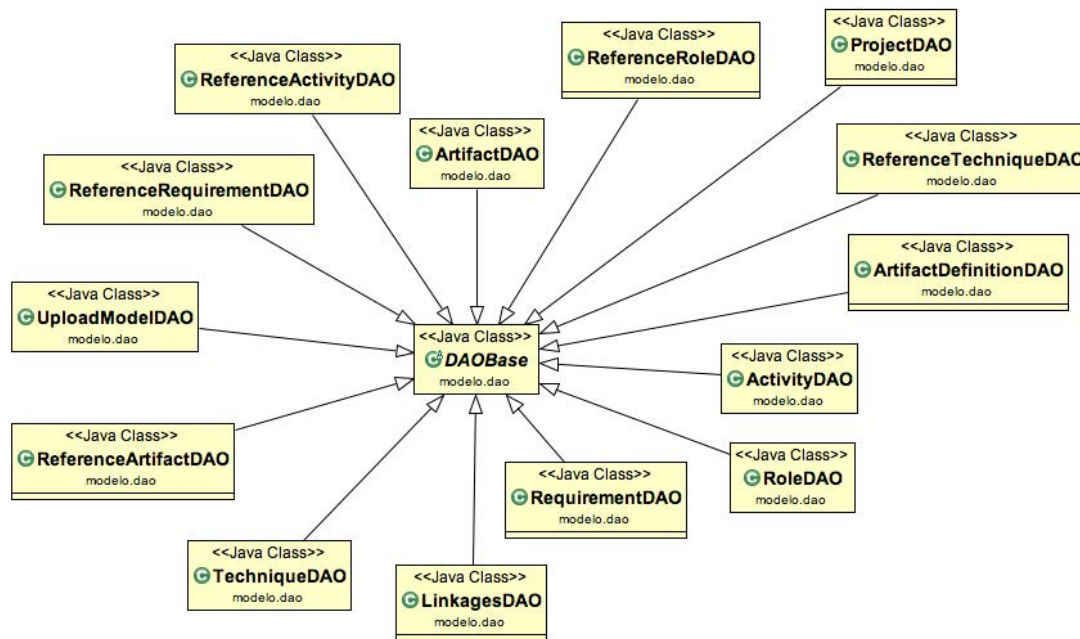 <<Java Class>>
ProjectDAO
modelo.dao
<<Java Class>>
ReferenceRoleDAO
modelo.dao
<<Java Class>>
ReferenceActivityDAO
modelo.dao
<<Java Class>>
ArtifactDAO
modelo.dao
<<Java Class>>
ReferenceTechniqueDAO
modelo.dao
<<Java Class>>
ReferenceRequirementDAO
modelo.dao
<<Java Class>>
ArtifactDefinitionDAO
modelo.dao
<<Java Class>>
UploadModelDAO
modelo.dao
<<Java Class>>
DAOBase
modelo.dao
<<Java Class>>
ActivityDAO
modelo.dao
<<Java Class>>
ReferenceArtifactDAO
modelo.dao
<<Java Class>>
RoleDAO
modelo.dao
<<Java Class>>
RequirementDAO
modelo.dao
<<Java Class>>
TechniqueDAO
modelo.dao
<<Java Class>>
LinkagesDAO
modelo.dao